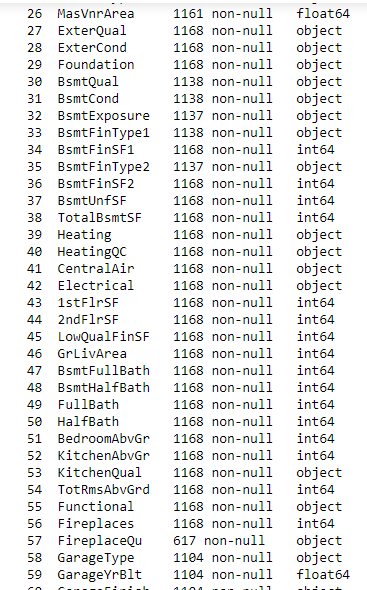 26 MasVnrArea 1161 non-null float64
27 ExterQual 1168 non-null object
28 ExterCond 1168 non-null object
29 Foundation 1168 non-null object
30 BsmtQual 1138 non-null object
31 BsmtCond 1138 non-null object
32 BsmtExposure 1137 non-null object
33 BsmtFinType1 1138 non-null object
34 BsmtFinSF1 1168 non-null int64
35 BsmtFinType2 1137 non-null object
36 BsmtFinSF2 1168 non-null int64
37 BsmtUnfSF 1168 non-null int64
38 TotalBsmtSF 1168 non-null int64
39 Heating 1168 non-null object
40 HeatingQC 1168 non-null object
41 CentralAir 1168 non-null object
42 Electrical 1168 non-null object
43 1stFlrSF 1168 non-null int64
44 2ndFlrSF 1168 non-null int64
45 LowQualFinSF 1168 non-null int64
46 GrLivArea 1168 non-null int64
47 BsmtFullBath 1168 non-null int64
48 BsmtHalfBath 1168 non-null int64
49 FullBath 1168 non-null int64
50 HalfBath 1168 non-null int64
51 BedroomAbvGr 1168 non-null int64
52 KitchenAbvGr 1168 non-null int64
53 KitchenQual 1168 non-null object
54 TotRmsAbvGrd 1168 non-null int64
55 Functional 1168 non-null object
56 Fireplaces 1168 non-null int64
57 FireplaceQu 617 non-null object
58 GarageType 1104 non-null object
59 GarageYrBlt 1104 non-null float64